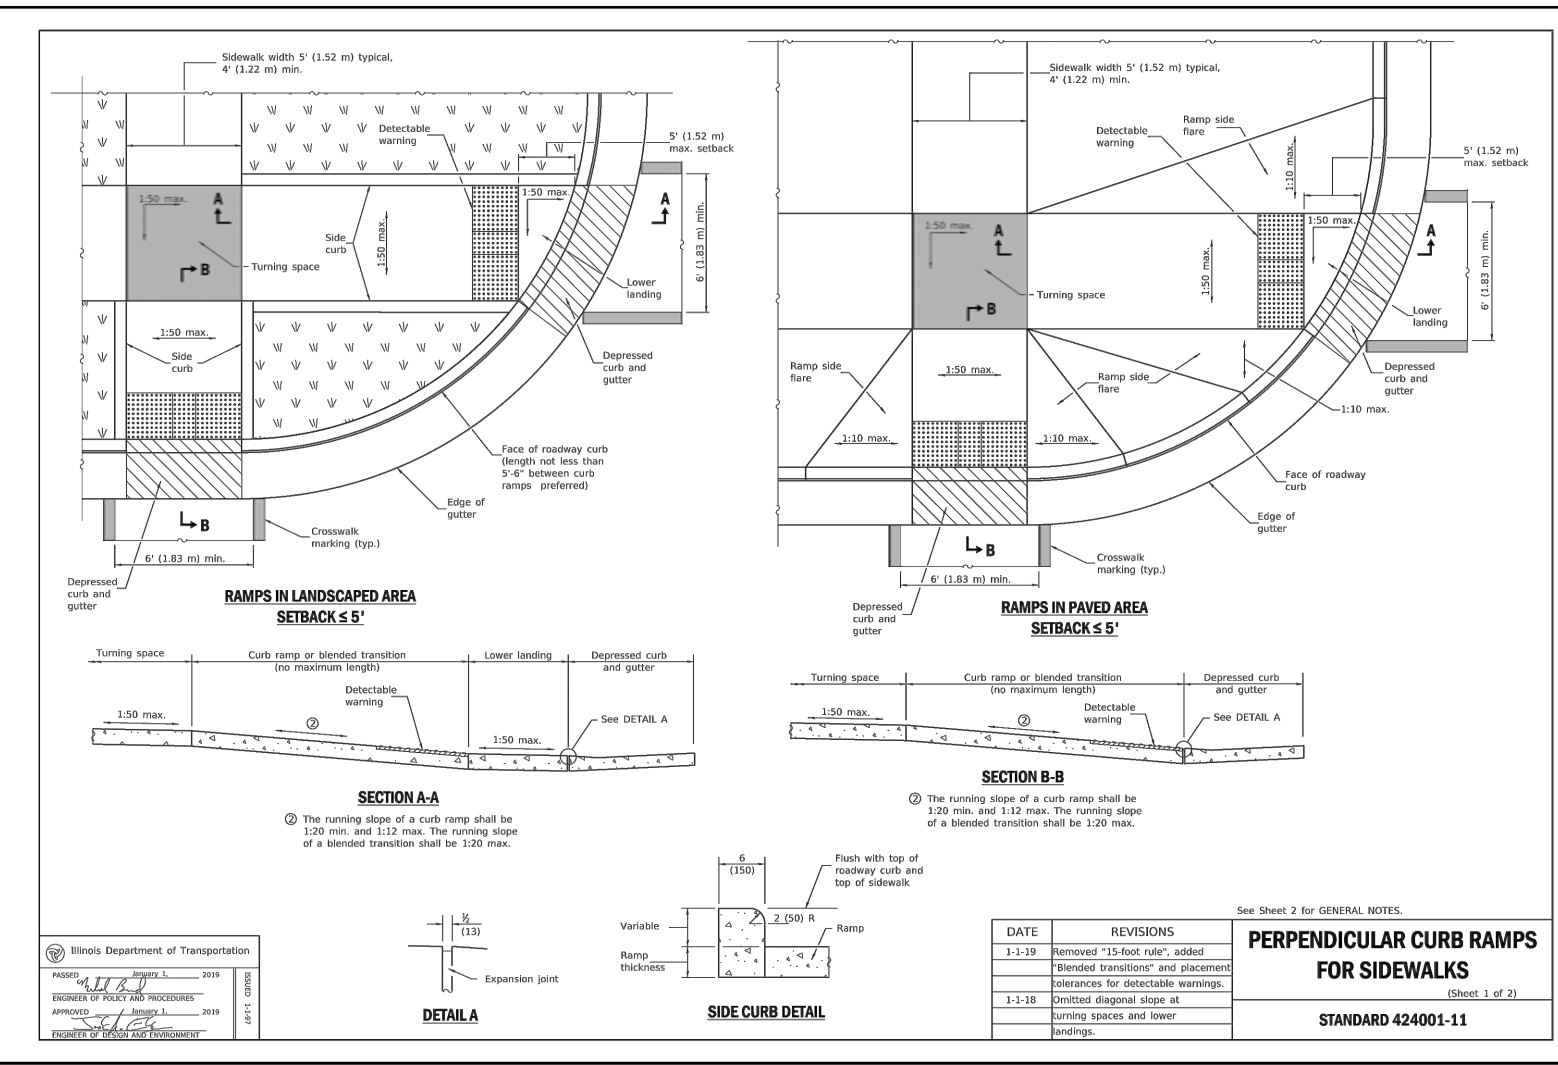 Sidewalk width 5' (1.52 m) typical,
4' (1.22 m) min.
Detectable
warning
5' (1.52 m)
max. setback
1:50 max.
A
1:50 max.
A
Side
curb
1:50 max.
6' (1.83 m) min.
B
Turning space
Lower
landing
1:50 max.
Side
curb
Depressed
curb and
gutter
Face of roadway curb
(length not less than
5'-6" between curb
ramps preferred)
Edge of
gutter
B
Crosswalk
marking (typ.)
6' (1.83 m) min.
Depressed
curb and
gutter
RAMPS IN LANDSCAPED AREA
SETBACK ≤ 5'
Sidewalk width 5' (1.52 m) typical,
4' (1.22 m) min.
Detectable
warning
Ramp side
flare
1:10 max.
5' (1.52 m)
max. setback
1:50 max.
A
1:50 max.
A
1:50 max.
6' (1.83 m) min.
Turning space
B
Lower
landing
Ramp side
flare
1:50 max.
Ramp side
flare
Depressed
curb and
gutter
1:10 max.
1:10 max.
1:10 max.
Face of roadway
curb
Edge of
gutter
B
Crosswalk
marking (typ.)
6' (1.83 m) min.
Depressed
curb and
gutter
RAMPS IN PAVED AREA
SETBACK ≤ 5'
Turning space
Curb ramp or blended transition
(no maximum length)
Lower landing
Depressed curb
and gutter
Detectable
warning
1:50 max.
2
1:50 max.
See DETAIL A
SECTION A-A
2 The running slope of a curb ramp shall be
1:20 min. and 1:12 max. The running slope
of a blended transition shall be 1:20 max.
Turning space
Curb ramp or blended transition
(no maximum length)
Depressed curb
and gutter
Detectable
warning
1:50 max.
2
See DETAIL A
SECTION B-B
2 The running slope of a curb ramp shall be
1:20 min. and 1:12 max. The running slope
of a blended transition shall be 1:20 max.
½
(13)
Expansion joint
DETAIL A
6
(150)
Flush with top of
roadway curb and
top of sidewalk
Variable
2 (50) R
Ramp
Ramp
thickness
SIDE CURB DETAIL
Illinois Department of Transportation
PASSED January 1, 2019
ENGINEER OF POLICY AND PROCEDURES
APPROVED January 1, 2019
ENGINEER OF DESIGN AND ENVIRONMENT
ISSUED 1-1-97
See Sheet 2 for GENERAL NOTES.
DATE REVISIONS
1-1-19 Removed "15-foot rule", added
"Blended transitions" and placement
tolerances for detectable warnings.
1-1-18 Omitted diagonal slope at
turning spaces and lower
landings.
PERPENDICULAR CURB RAMPS
FOR SIDEWALKS
(Sheet 1 of 2)
STANDARD 424001-11